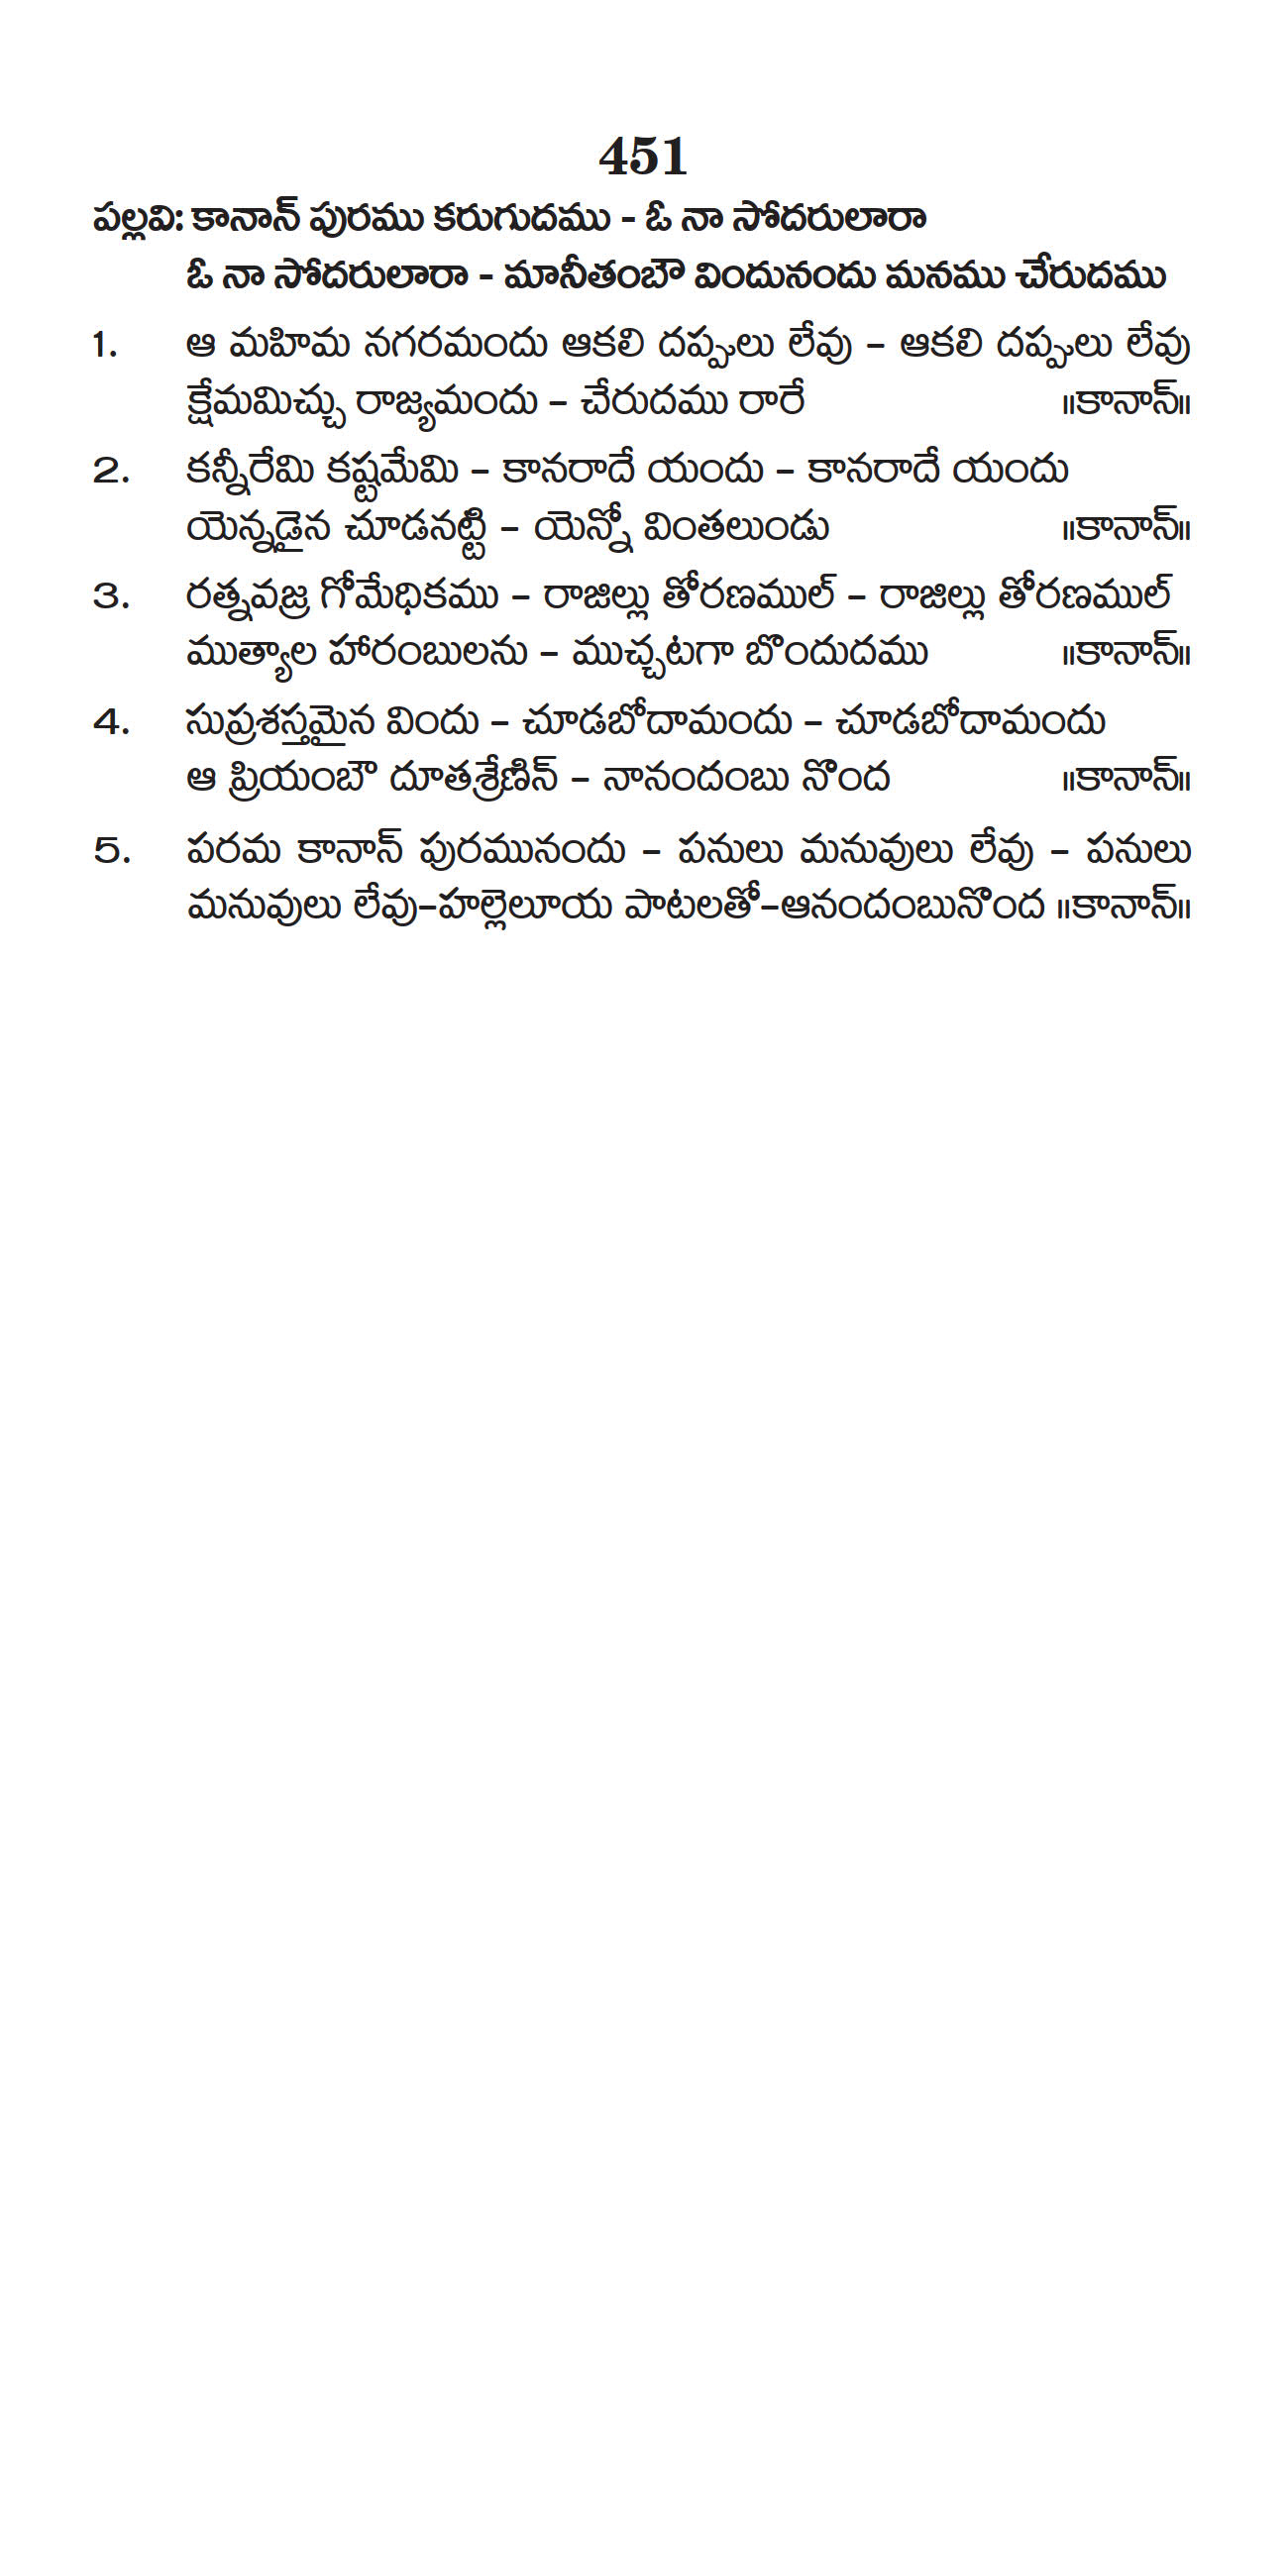 451
పల్లవి: కానాన్ పురము కరుగుదము - ఓ నా సోదరులారా
ఓ నా సోదరులారా - మానీతంబౌ విందునందు మనము చేరుదము
1. ఆ మహిమ నగరమందు ఆకలి దప్పులు లేవు - ఆకలి దప్పులు లేవు
క్షేమమిచ్చు రాజ్యమందు - చేరుదము రారే ॥కానాన్॥
2. కన్నీరేమి కష్టమేమి - కానరాదే యందు - కానరాదే యందు
యెన్నడైన చూడనట్టి - యెన్నో వింతలుండు ॥కానాన్॥
3. రత్నవజ్ర గోమేధికము - రాజిల్లు తోరణముల్ - రాజిల్లు తోరణముల్
ముత్యాల హారంబులను - ముచ్చటగా బొందుదము ॥కానాన్॥
4. సుప్రశస్తమైన విందు - చూడబోదామందు - చూడబోదామందు
ఆ ప్రియంబౌ దూతశ్రేణిన్ - నానందంబు నొంద ॥కానాన్॥
5. పరమ కానాన్ పురమునందు - పనులు మనువులు లేవు - పనులు
మనువులు లేవు-హల్లెలూయ పాటలతో-ఆనందంబునొంద ॥కానాన్॥